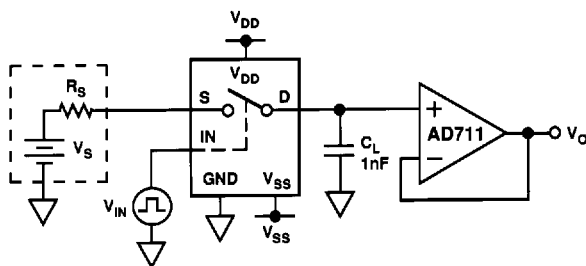 V_DD
V_DD
R_S
S
D
IN
V_S
GND
V_SS
V_IN
V_SS
C_L
1nF
+
AD711
−
V_O